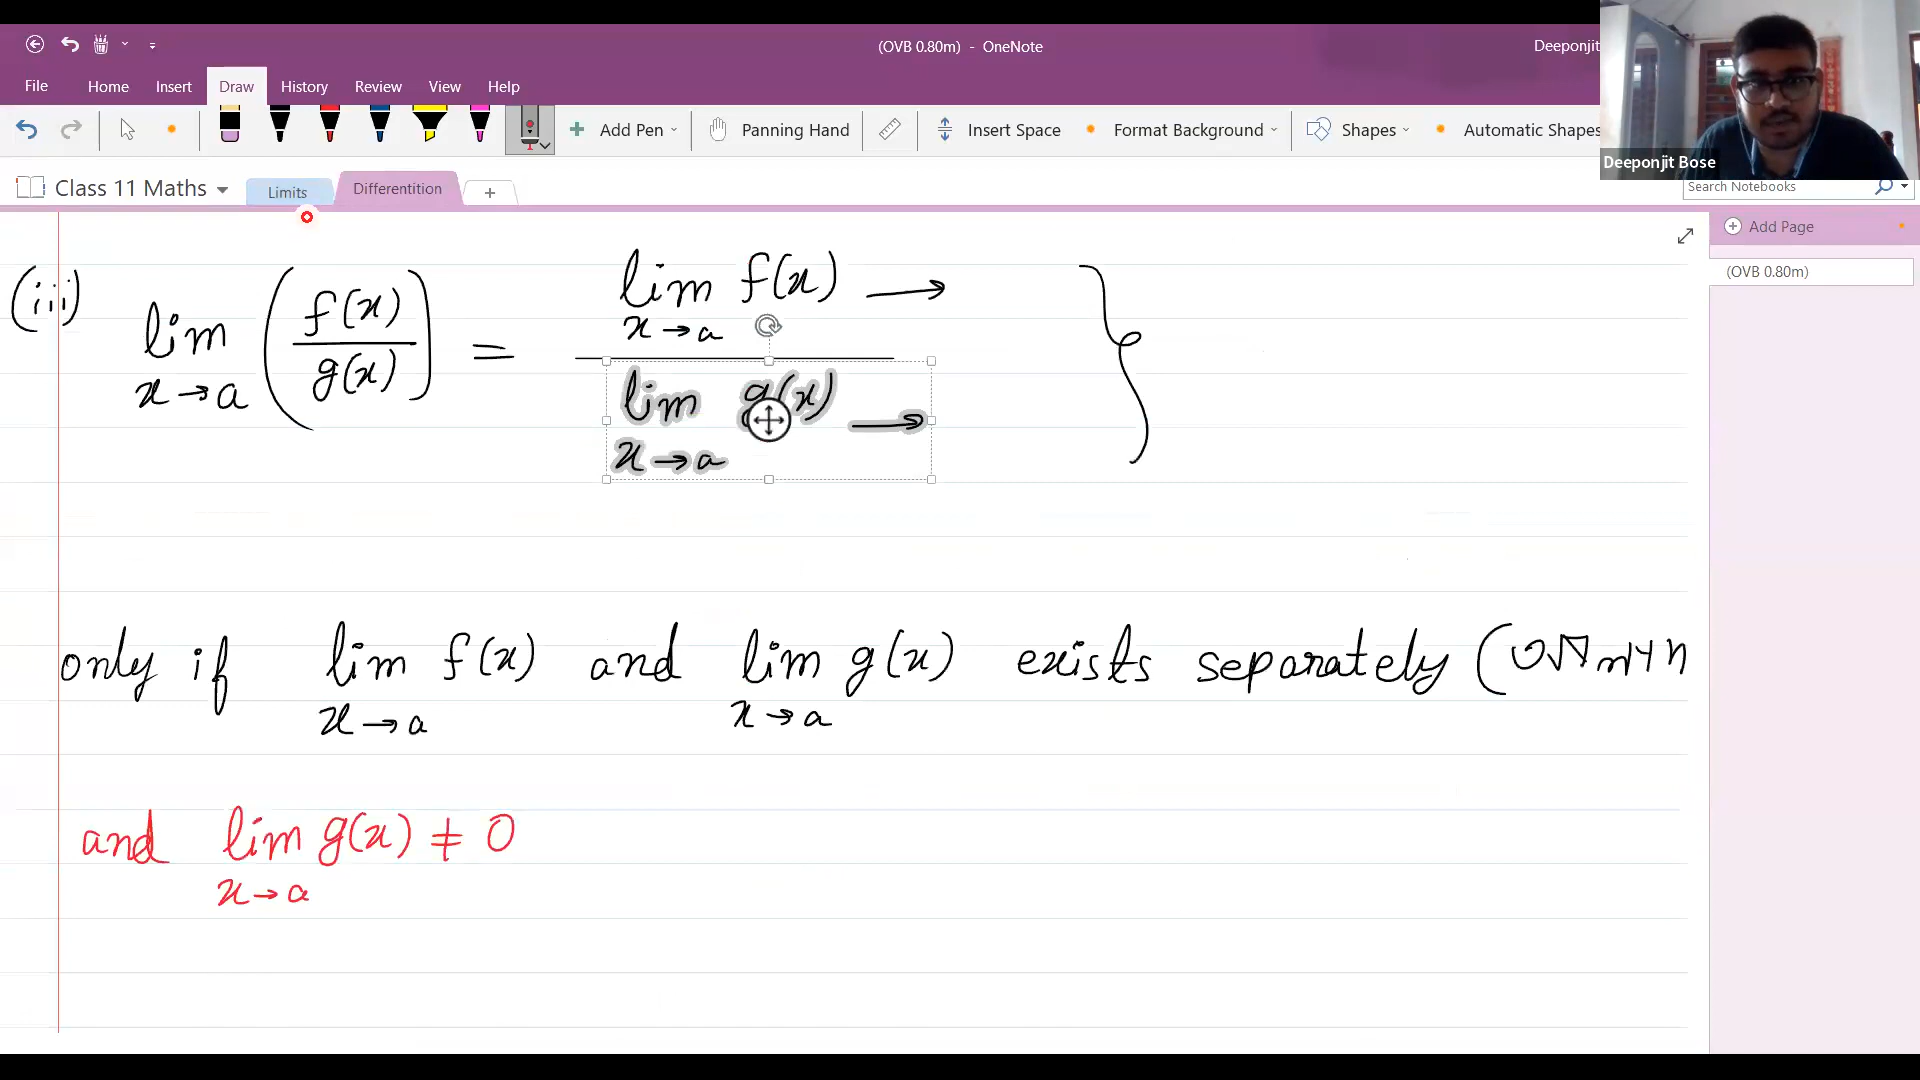 (OVB 0.80m) - OneNote
Deeponjit
File Home Insert Draw History Review View Help
Add Pen Panning Hand Insert Space Format Background Shapes Automatic Shapes
Deeponjit Bose
Class 11 Maths Limits Differentition
Search Notebooks
Add Page
(OVB 0.80m)
(iii) lim x→a (f(x)/g(x)) = lim x→a f(x) →
lim x→a g(x) →
only if lim x→a f(x) and lim x→a g(x) exists separately (
and lim x→a g(x) ≠ 0